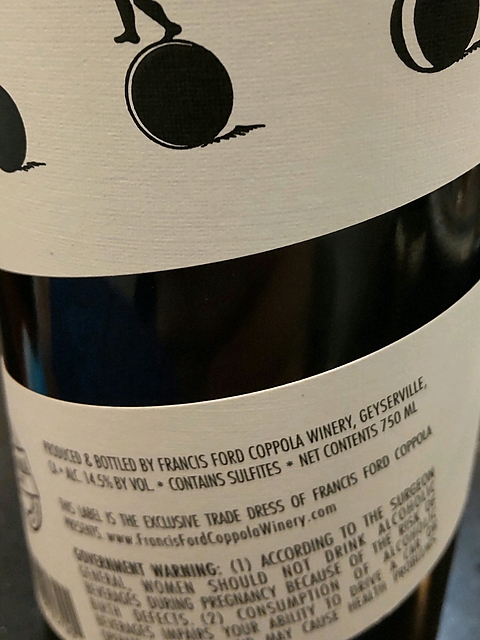 PRODUCED & BOTTLED BY FRANCIS FORD COPPOLA WINERY, GEYSERVILLE,
CA • ALC. 14.5% BY VOL. • CONTAINS SULFITES • NET CONTENTS 750 ML
THIS LABEL IS THE EXCLUSIVE TRADE DRESS OF FRANCIS FORD COPPOLA
PRESENTS. www.FrancisFordCoppolaWinery.com
GOVERNMENT WARNING: (1) ACCORDING TO THE SURGEON
GENERAL WOMEN SHOULD NOT DRINK ALCOHOLIC
BEVERAGES DURING PREGNANCY BECAUSE OF THE RISK OF
BIRTH DEFECTS. (2) CONSUMPTION OF ALCOHOLIC
BEVERAGES IMPAIRS YOUR ABILITY TO DRIVE A CAR OR
MAY CAUSE HEALTH PROBLEMS